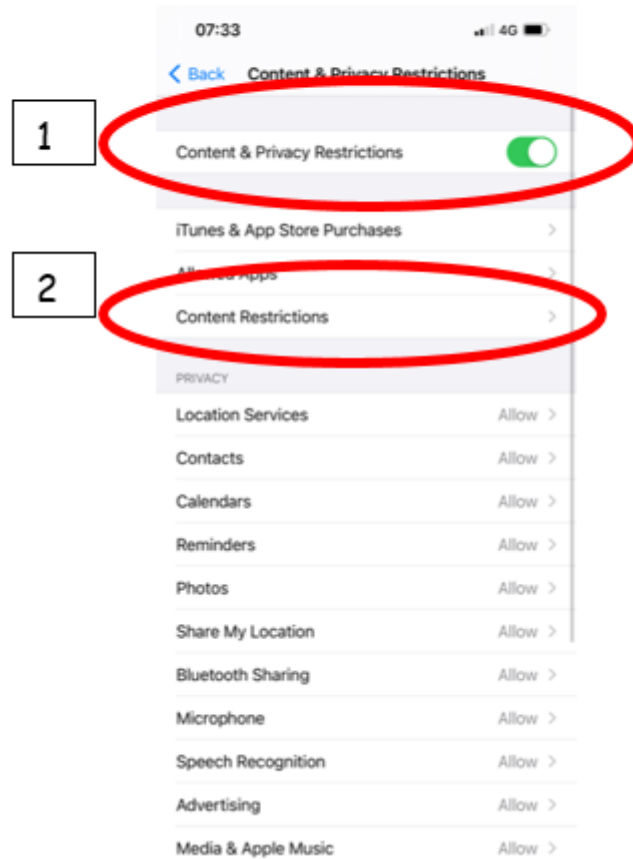 07:33 4G
Back Content & Privacy Restrictions
1
Content & Privacy Restrictions
iTunes & App Store Purchases
Allowed Apps
2
Content Restrictions
PRIVACY
Location Services Allow
Contacts Allow
Calendars Allow
Reminders Allow
Photos Allow
Share My Location Allow
Bluetooth Sharing Allow
Microphone Allow
Speech Recognition Allow
Advertising Allow
Media & Apple Music Allow